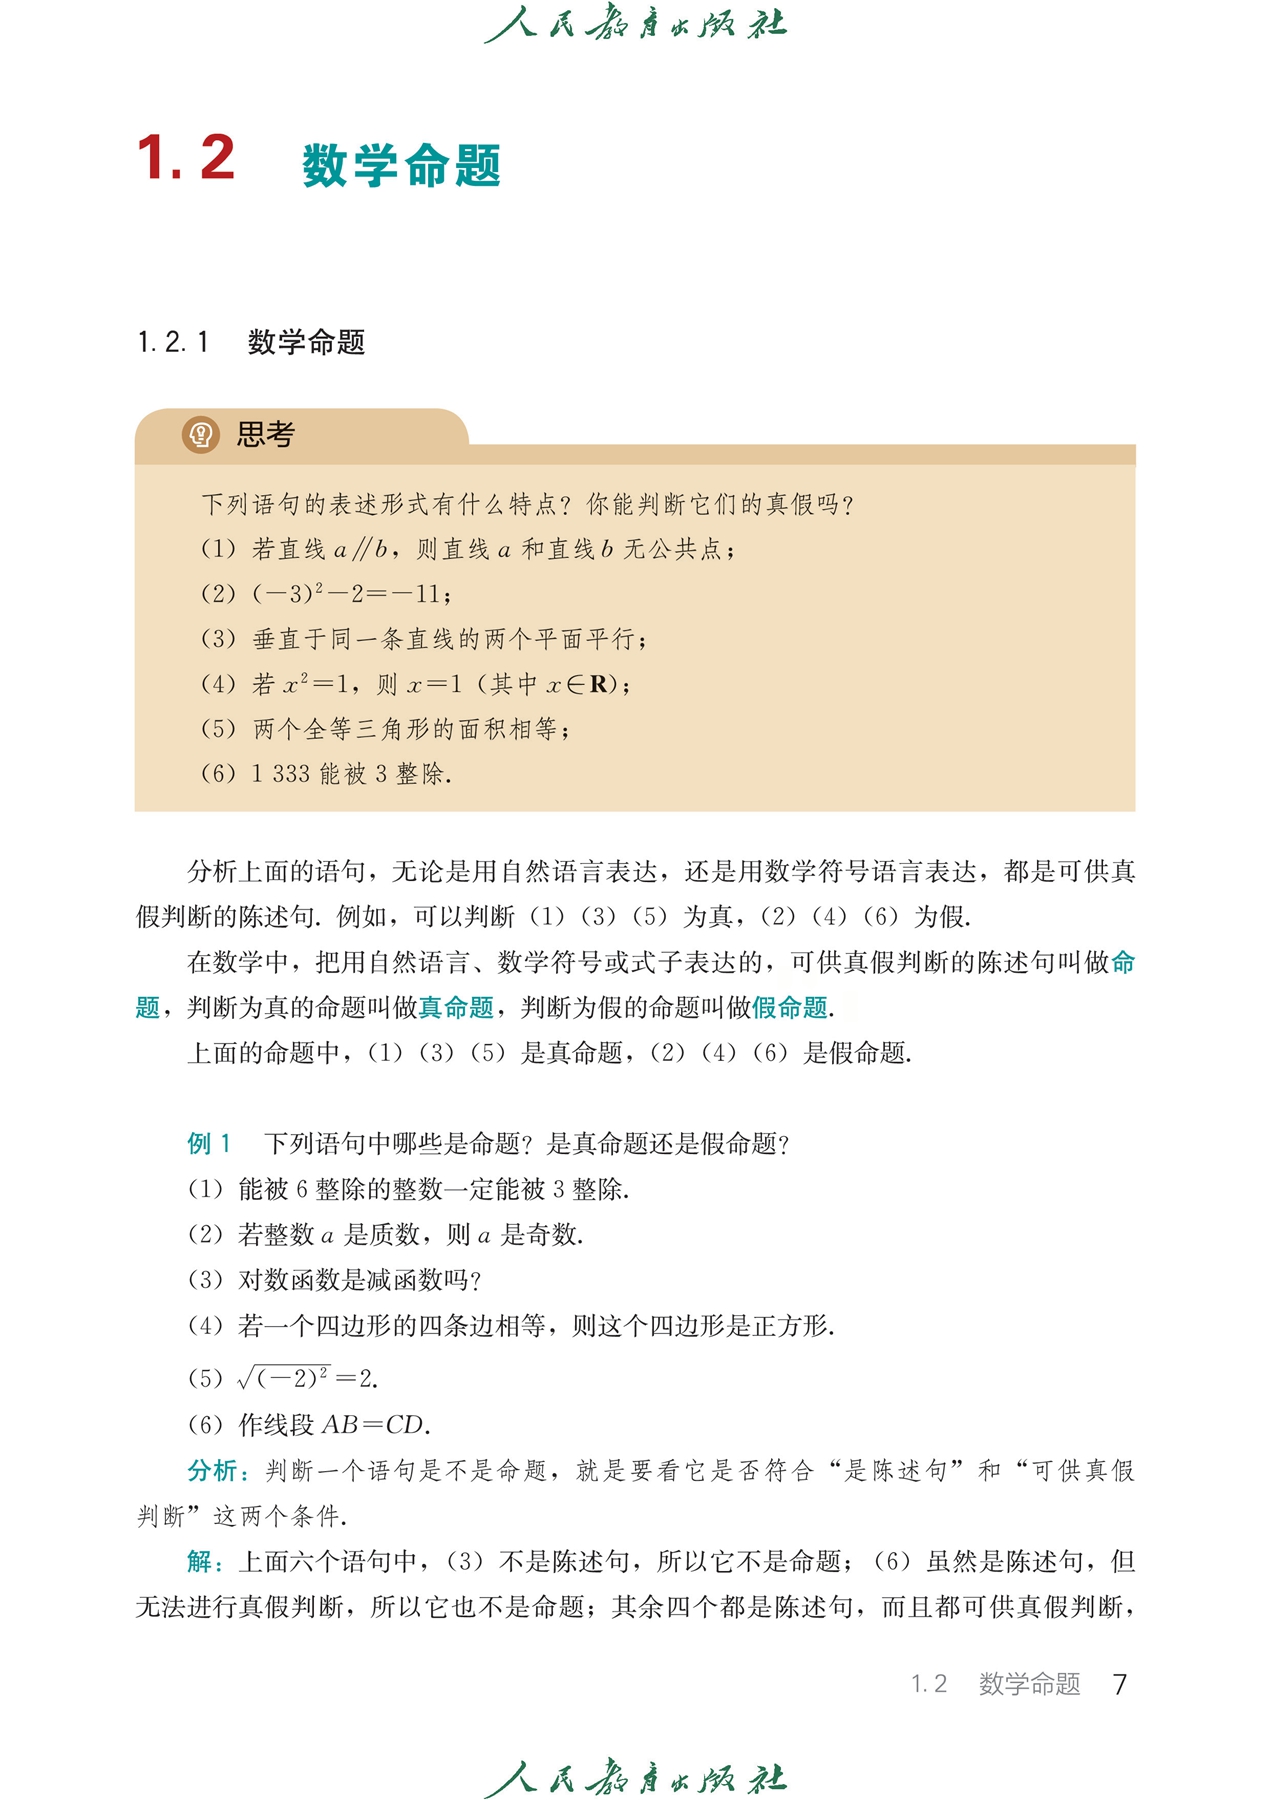 人民教育出版社
1.2 数学命题
1.2.1 数学命题
思考
下列语句的表述形式有什么特点？你能判断它们的真假吗？
（1）若直线 a∥b，则直线 a 和直线 b 无公共点；
（2）(－3)²－2＝－11；
（3）垂直于同一条直线的两个平面平行；
（4）若 x²＝1，则 x＝1（其中 x∈R）；
（5）两个全等三角形的面积相等；
（6）1 333 能被 3 整除．
分析上面的语句，无论是用自然语言表达，还是用数学符号语言表达，都是可供真
假判断的陈述句．例如，可以判断（1）（3）（5）为真，（2）（4）（6）为假．
在数学中，把用自然语言、数学符号或式子表达的，可供真假判断的陈述句叫做命
题，判断为真的命题叫做真命题，判断为假的命题叫做假命题．
上面的命题中，（1）（3）（5）是真命题，（2）（4）（6）是假命题．
例 1 下列语句中哪些是命题？是真命题还是假命题？
（1）能被 6 整除的整数一定能被 3 整除．
（2）若整数 a 是质数，则 a 是奇数．
（3）对数函数是减函数吗？
（4）若一个四边形的四条边相等，则这个四边形是正方形．
（5）√(－2)²＝2．
（6）作线段 AB＝CD．
分析：判断一个语句是不是命题，就是要看它是否符合“是陈述句”和“可供真假
判断”这两个条件．
解：上面六个语句中，（3）不是陈述句，所以它不是命题；（6）虽然是陈述句，但
无法进行真假判断，所以它也不是命题；其余四个都是陈述句，而且都可供真假判断，
1.2 数学命题 7
人民教育出版社